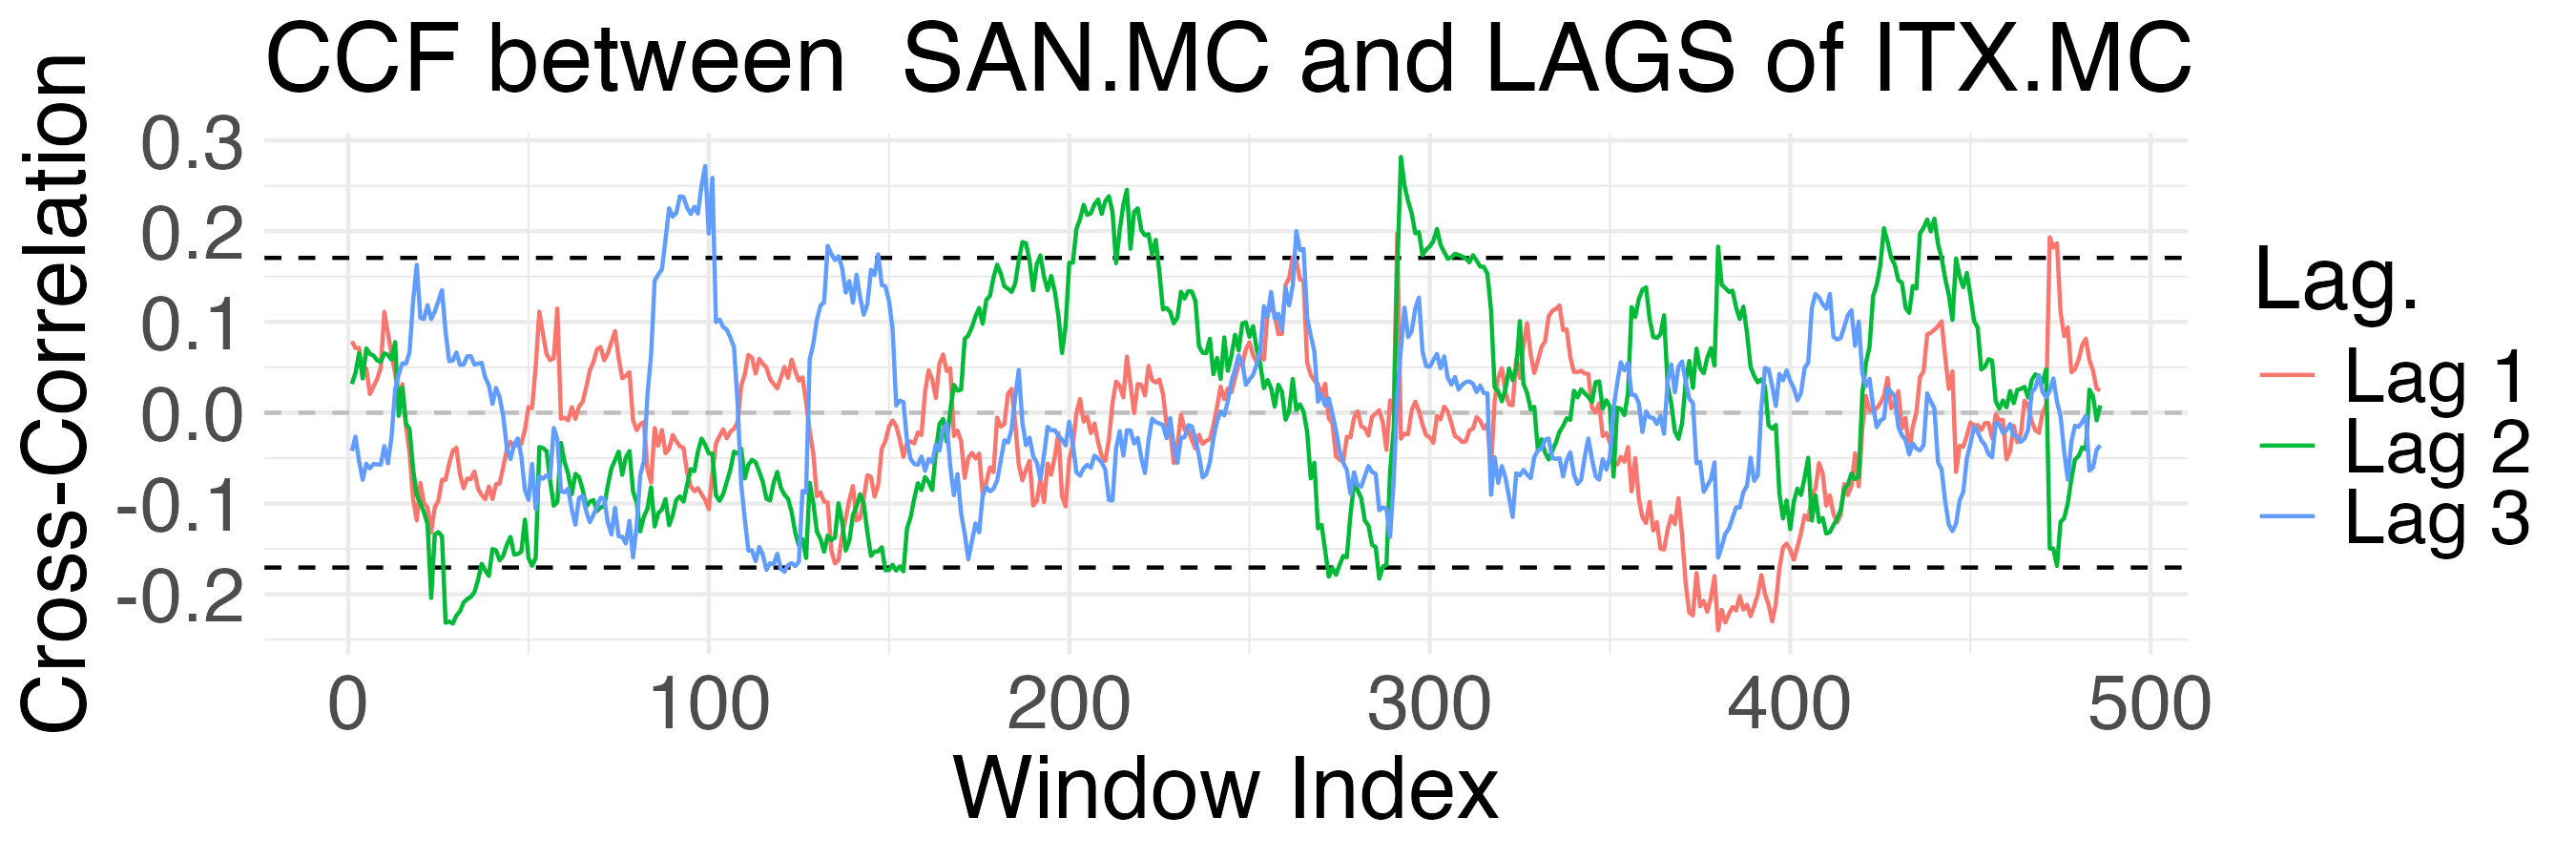 CCF between  SAN.MC and LAGS of ITX.MC
Cross-Correlation
0.3
0.2
0.1
0.0
-0.1
-0.2
0 100 200 300 400 500
Window Index
Lag.
Lag 1
Lag 2
Lag 3